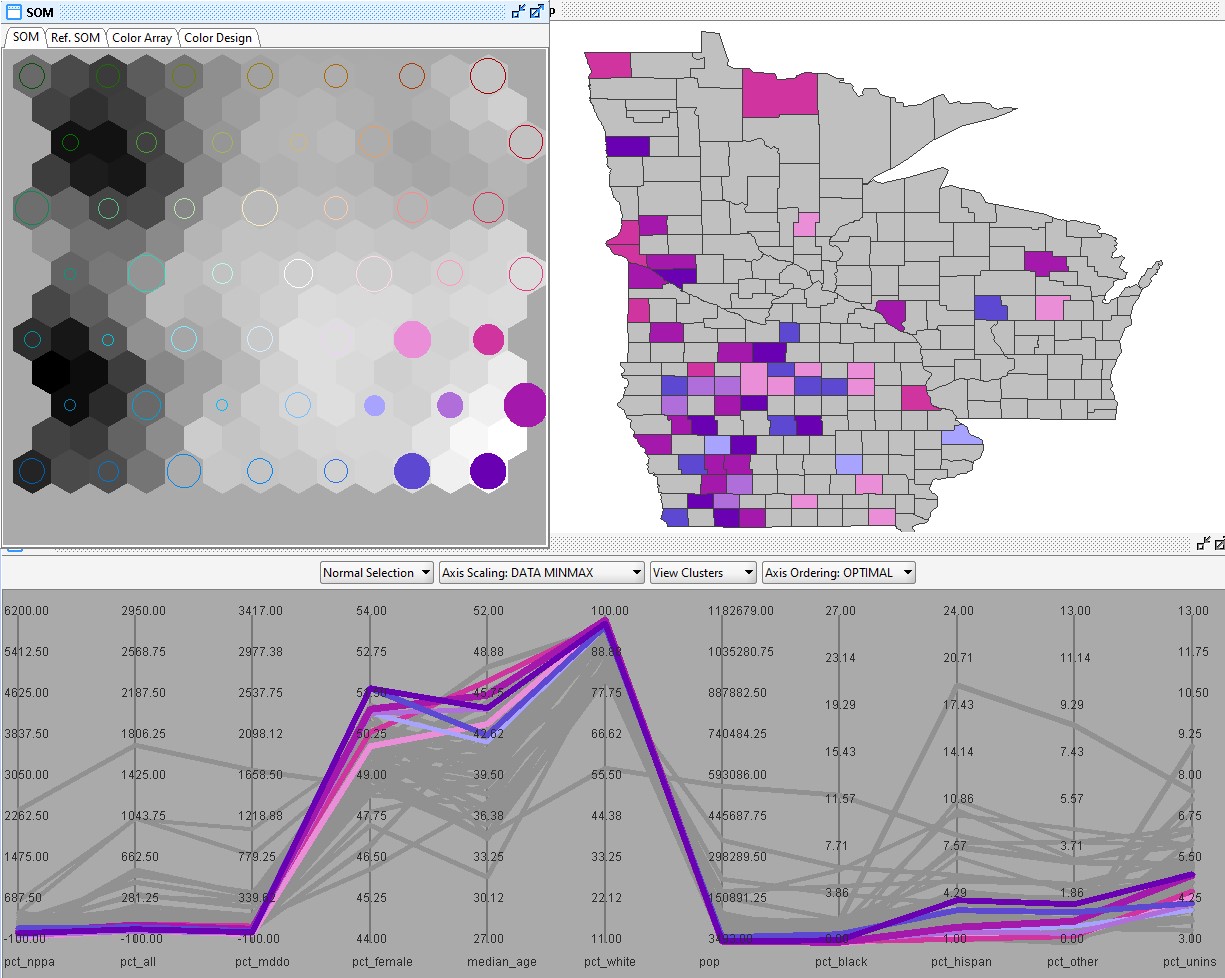 SOM
p
SOM Ref. SOM Color Array Color Design
Normal Selection Axis Scaling: DATA MINMAX View Clusters Axis Ordering: OPTIMAL
6200.00 2950.00 3417.00 54.00 52.00 100.00 1182679.00 27.00 24.00 13.00 13.00
5412.50 2568.75 2977.38 52.75 48.88 88.88 1035280.75 23.14 20.71 11.14 11.75
4625.00 2187.50 2537.75 51.50 45.75 77.75 887882.50 19.29 17.43 9.29 10.50
3837.50 1806.25 2098.12 50.25 42.62 66.62 740484.25 15.43 14.14 7.43 9.25
3050.00 1425.00 1658.50 49.00 39.50 55.50 593086.00 11.57 10.86 5.57 8.00
2262.50 1043.75 1218.88 47.75 36.38 44.38 445687.75 7.71 7.57 3.71 6.75
1475.00 662.50 779.25 46.50 33.25 33.25 298289.50 3.86 4.29 1.86 5.50
687.50 281.25 339.62 45.25 30.12 22.12 150891.25 4.25
-100.00 -100.00 -100.00 44.00 27.00 11.00 0.00 1.00 0.00 3.00
pct_nppa pct_all pct_mddo pct_female median_age pct_white pop pct_black pct_hispan pct_other pct_unins